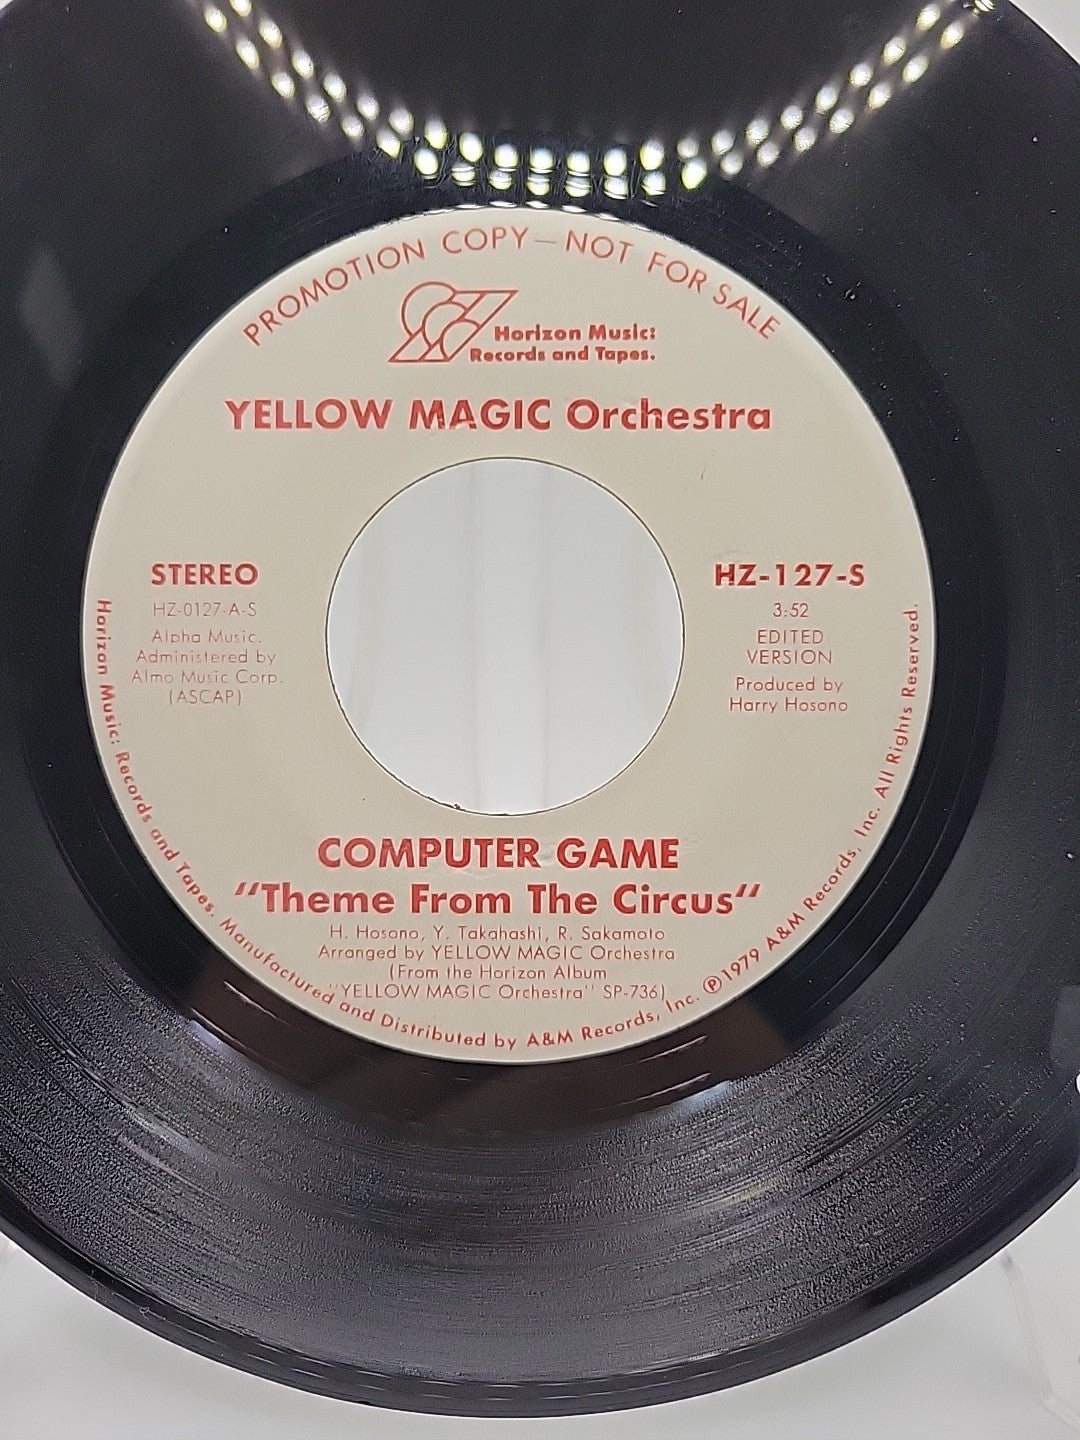 PROMOTION COPY—NOT FOR SALE
Horizon Music:
Records and Tapes.
YELLOW MAGIC Orchestra
STEREO
HZ-0127-A-S
Alpha Music.
Administered by
Almo Music Corp.
(ASCAP)
HZ-127-S
3:52
EDITED
VERSION
Produced by
Harry Hosono
COMPUTER GAME
"Theme From The Circus"
H. Hosono, Y. Takahashi, R. Sakamoto
Arranged by YELLOW MAGIC Orchestra
(From the Horizon Album
"YELLOW MAGIC Orchestra" SP-736)
Horizon Music: Records and Tapes. Manufactured and Distributed by A&M Records, Inc. ℗1979 A&M Records, Inc. All Rights Reserved.